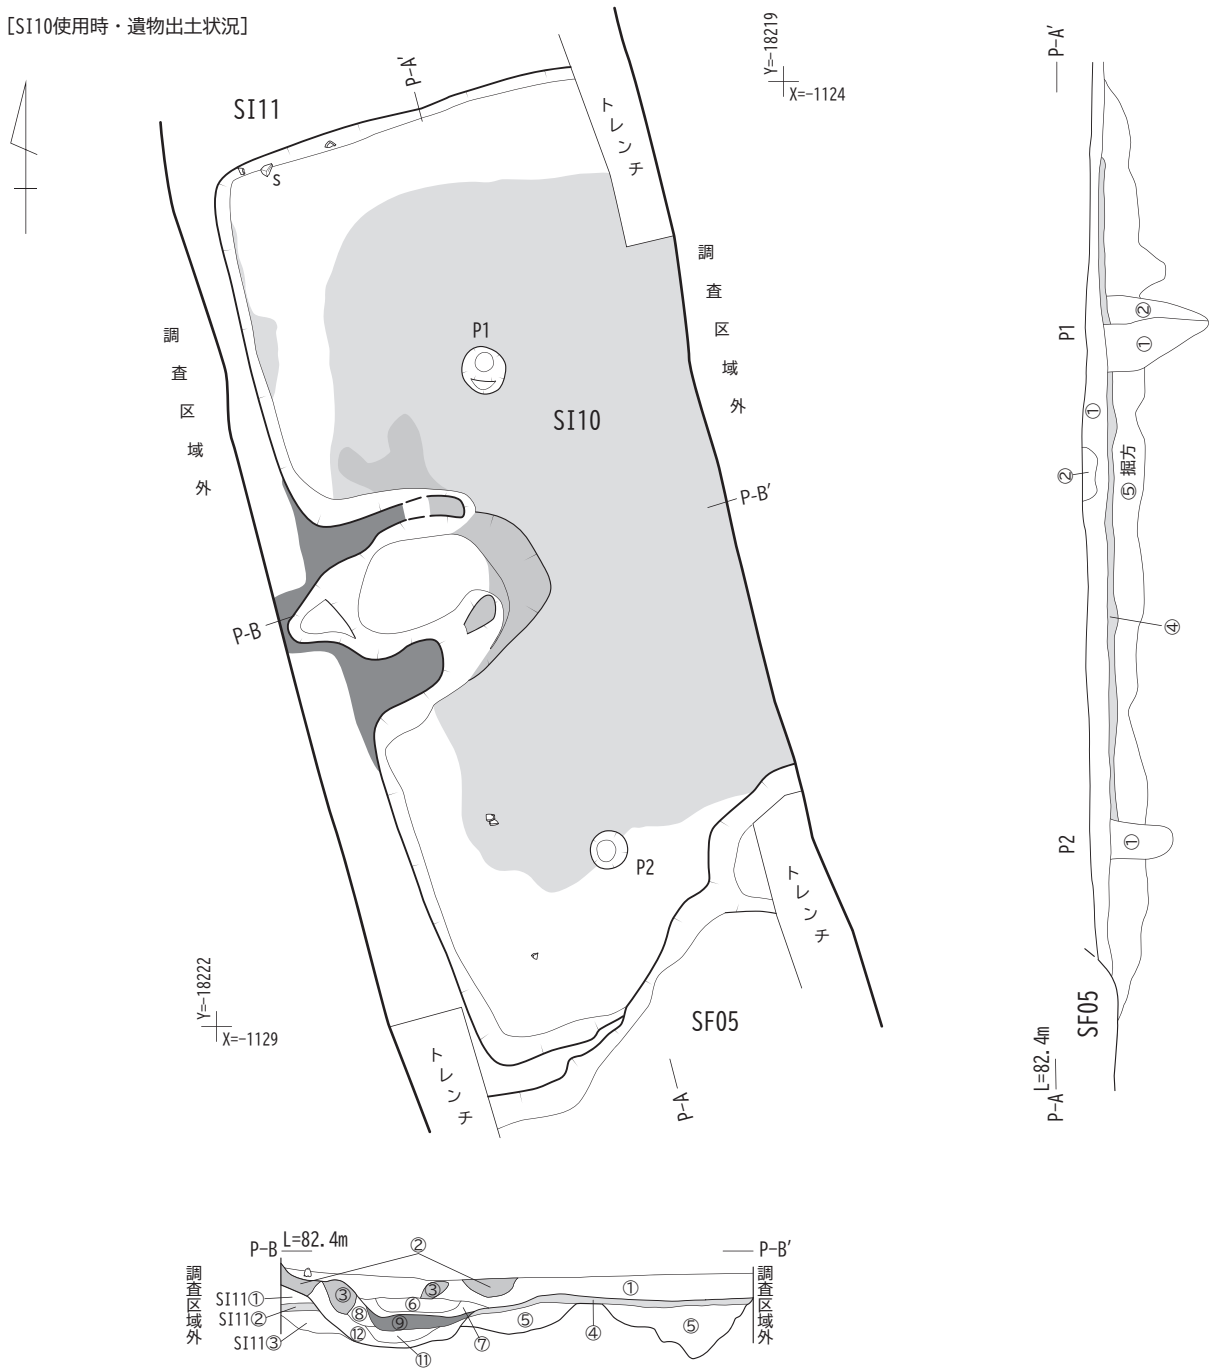 [SI10使用時・遺物出土状況]
Y=-18219
X=-1124
P-A′
SI11
トレンチ
S
調査区域外
調査区域外
P1
SI10
P-B′
P-B
P2
トレンチ
Y=-18222
X=-1129
SF05
トレンチ
P-A
P-A′
②
P1
①
①
②
⑤ 掘方
④
P2
①
SF05
L=82.4m
P-A
P-B L=82.4m
②
P-B′
調査区域外
調査区域外
SI11①
SI11②
SI11③
③
③
①
⑥
⑧
⑨
⑫
⑪
⑦
⑤
④
⑤